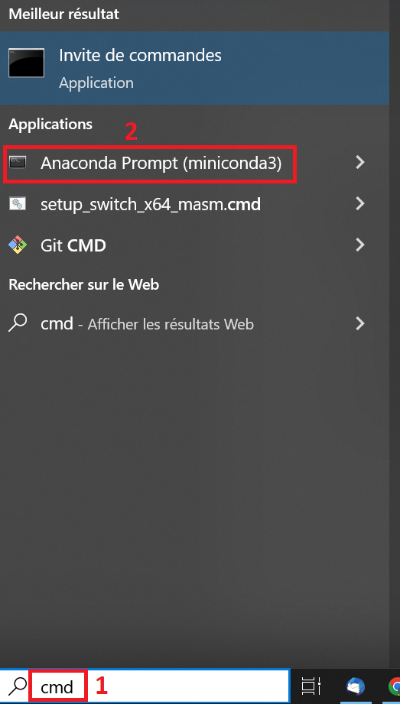 Meilleur résultat
Invite de commandes
Application
Applications
2
Anaconda Prompt (miniconda3)
setup_switch_x64_masm.cmd
Git CMD
Rechercher sur le Web
cmd - Afficher les résultats Web
cmd 1